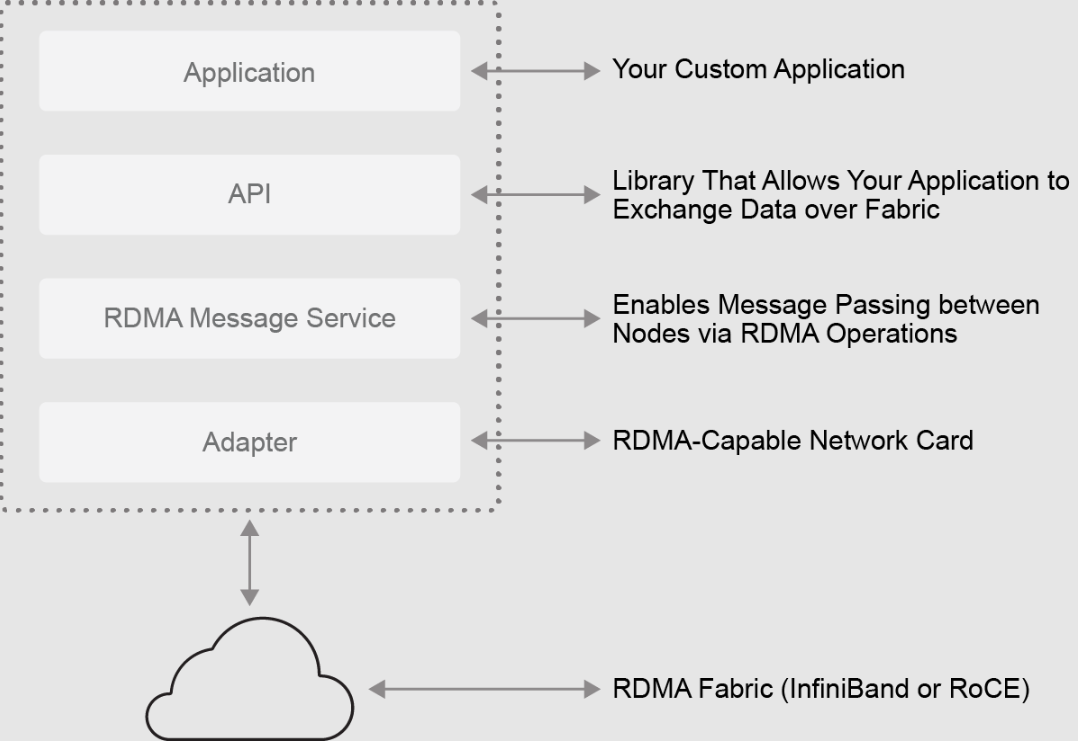 Application
Your Custom Application
API
Library That Allows Your Application to
Exchange Data over Fabric
RDMA Message Service
Enables Message Passing between
Nodes via RDMA Operations
Adapter
RDMA-Capable Network Card
RDMA Fabric (InfiniBand or RoCE)